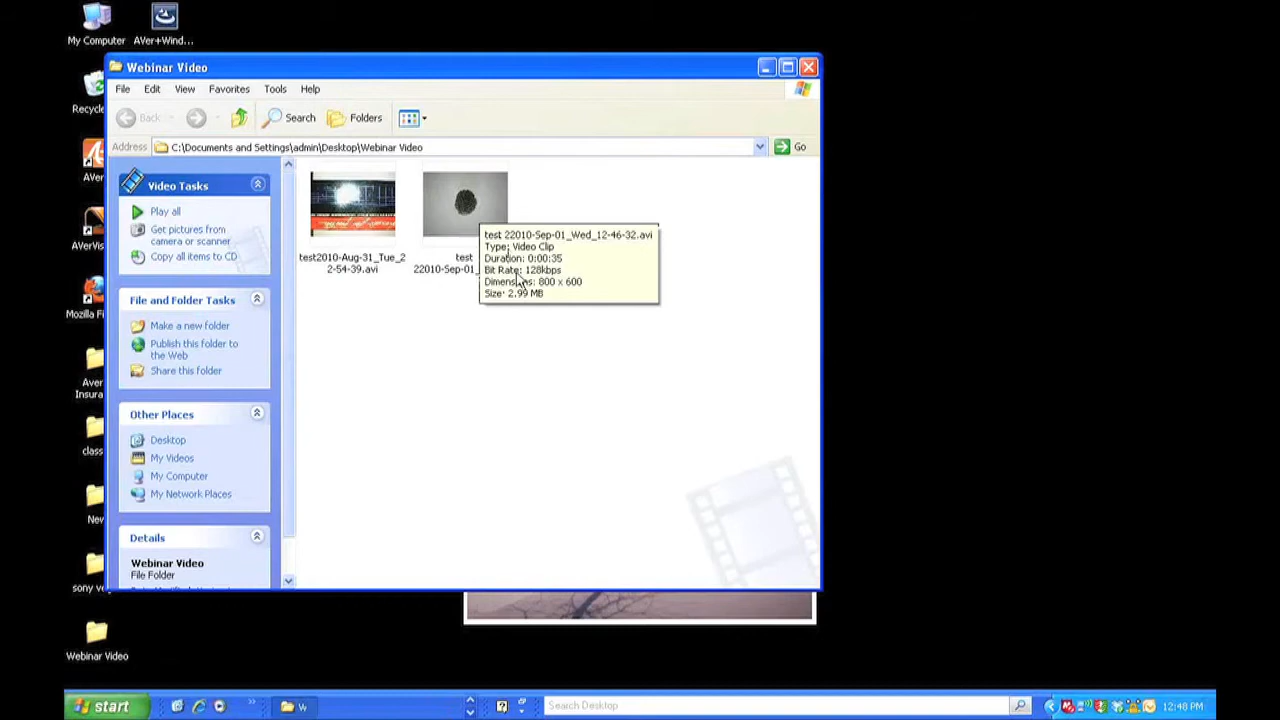 My Computer
AVer+Wind...
Webinar Video
File Edit View Favorites Tools Help
Back Search Folders
Address C:\Documents and Settings\admin\Desktop\Webinar Video Go
Recycle
AVer
AVerVis
Mozilla Fi
Aver
Insura
class
New
sony ve
Webinar Video
Video Tasks
Play all
Get pictures from
camera or scanner
Copy all items to CD
File and Folder Tasks
Make a new folder
Publish this folder to
the Web
Share this folder
Other Places
Desktop
My Videos
My Computer
My Network Places
Details
Webinar Video
File Folder
test2010-Aug-31_Tue_2
2-54-39.avi
test
22010-Sep-01_
test 22010-Sep-01_Wed_12-46-32.avi
Type: Video Clip
Duration: 0:00:35
Bit Rate: 128kbps
Dimensions: 800 x 600
Size: 2.99 MB
start
W
Search Desktop
12:48 PM